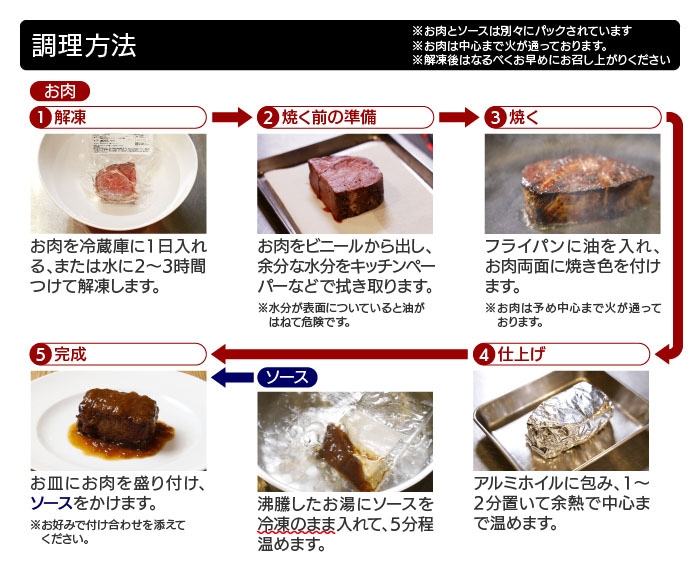 調理方法
※お肉とソースは別々にパックされています
※お肉は中心まで火が通っております。
※解凍後はなるべくお早めにお召し上がりください
お肉
1 解凍
お肉を冷蔵庫に1日入れ
る、または水に2〜3時間
つけて解凍します。
2 焼く前の準備
お肉をビニールから出し、
余分な水分をキッチンペー
パーなどで拭き取ります。
※水分が表面についていると油が
はねて危険です。
3 焼く
フライパンに油を入れ、
お肉両面に焼き色を付け
ます。
※お肉は予め中心まで火が通って
おります。
4 仕上げ
アルミホイルに包み、1〜
2分置いて余熱で中心ま
で温めます。
ソース
沸騰したお湯にソースを
冷凍のまま入れて、5分程
温めます。
5 完成
お皿にお肉を盛り付け、
ソースをかけます。
※お好みで付け合わせを添えて
ください。